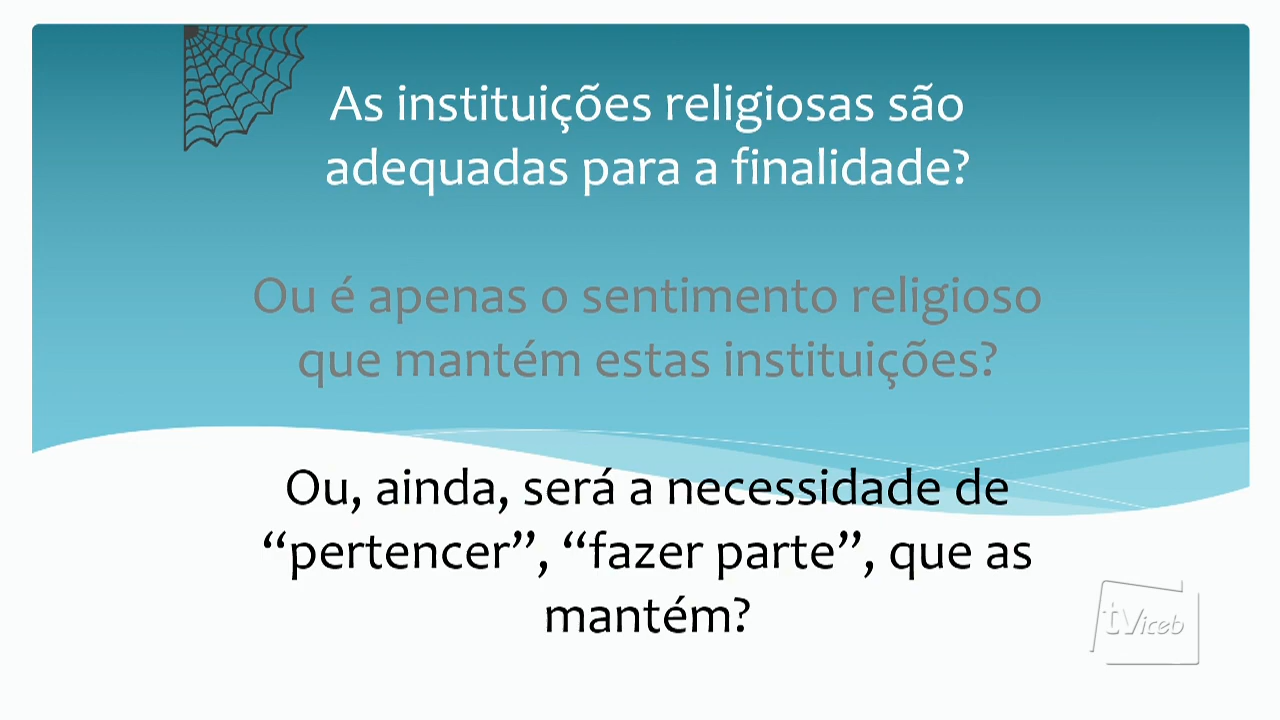 As instituições religiosas são
adequadas para a finalidade?
Ou é apenas o sentimento religioso
que mantém estas instituições?
Ou, ainda, será a necessidade de
“pertencer”, “fazer parte”, que as
mantém?
tViceb